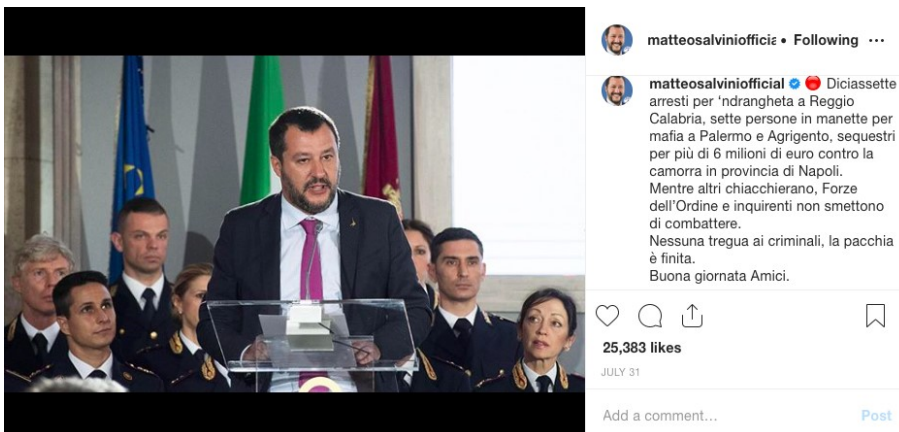 matteosalviniofficia • Following
matteosalviniofficial 🔴 Diciassette
arresti per ‘ndrangheta a Reggio
Calabria, sette persone in manette per
mafia a Palermo e Agrigento, sequestri
per più di 6 milioni di euro contro la
camorra in provincia di Napoli.
Mentre altri chiacchierano, Forze
dell’Ordine e inquirenti non smettono
di combattere.
Nessuna tregua ai criminali, la pacchia
è finita.
Buona giornata Amici.
25,383 likes
JULY 31
Add a comment...
Post